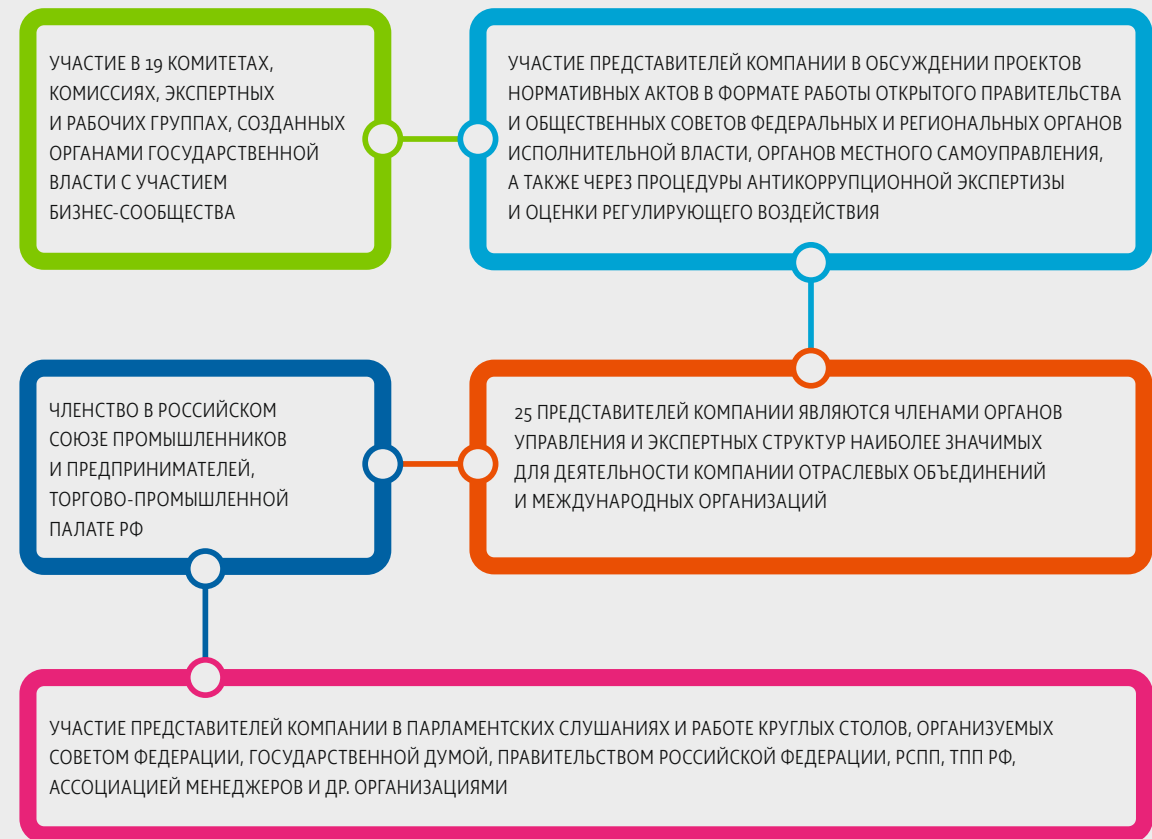 УЧАСТИЕ В 19 КОМИТЕТАХ,
КОМИССИЯХ, ЭКСПЕРТНЫХ
И РАБОЧИХ ГРУППАХ, СОЗДАННЫХ
ОРГАНАМИ ГОСУДАРСТВЕННОЙ
ВЛАСТИ С УЧАСТИЕМ
БИЗНЕС-СООБЩЕСТВА
УЧАСТИЕ ПРЕДСТАВИТЕЛЕЙ КОМПАНИИ В ОБСУЖДЕНИИ ПРОЕКТОВ
НОРМАТИВНЫХ АКТОВ В ФОРМАТЕ РАБОТЫ ОТКРЫТОГО ПРАВИТЕЛЬСТВА
И ОБЩЕСТВЕННЫХ СОВЕТОВ ФЕДЕРАЛЬНЫХ И РЕГИОНАЛЬНЫХ ОРГАНОВ
ИСПОЛНИТЕЛЬНОЙ ВЛАСТИ, ОРГАНОВ МЕСТНОГО САМОУПРАВЛЕНИЯ,
А ТАКЖЕ ЧЕРЕЗ ПРОЦЕДУРЫ АНТИКОРРУПЦИОННОЙ ЭКСПЕРТИЗЫ
И ОЦЕНКИ РЕГУЛИРУЮЩЕГО ВОЗДЕЙСТВИЯ
ЧЛЕНСТВО В РОССИЙСКОМ
СОЮЗЕ ПРОМЫШЛЕННИКОВ
И ПРЕДПРИНИМАТЕЛЕЙ,
ТОРГОВО-ПРОМЫШЛЕННОЙ
ПАЛАТЕ РФ
25 ПРЕДСТАВИТЕЛЕЙ КОМПАНИИ ЯВЛЯЮТСЯ ЧЛЕНАМИ ОРГАНОВ
УПРАВЛЕНИЯ И ЭКСПЕРТНЫХ СТРУКТУР НАИБОЛЕЕ ЗНАЧИМЫХ
ДЛЯ ДЕЯТЕЛЬНОСТИ КОМПАНИИ ОТРАСЛЕВЫХ ОБЪЕДИНЕНИЙ
И МЕЖДУНАРОДНЫХ ОРГАНИЗАЦИЙ
УЧАСТИЕ ПРЕДСТАВИТЕЛЕЙ КОМПАНИИ В ПАРЛАМЕНТСКИХ СЛУШАНИЯХ И РАБОТЕ КРУГЛЫХ СТОЛОВ, ОРГАНИЗУЕМЫХ
СОВЕТОМ ФЕДЕРАЦИИ, ГОСУДАРСТВЕННОЙ ДУМОЙ, ПРАВИТЕЛЬСТВОМ РОССИЙСКОЙ ФЕДЕРАЦИИ, РСПП, ТПП РФ,
АССОЦИАЦИЕЙ МЕНЕДЖЕРОВ И ДР. ОРГАНИЗАЦИЯМИ